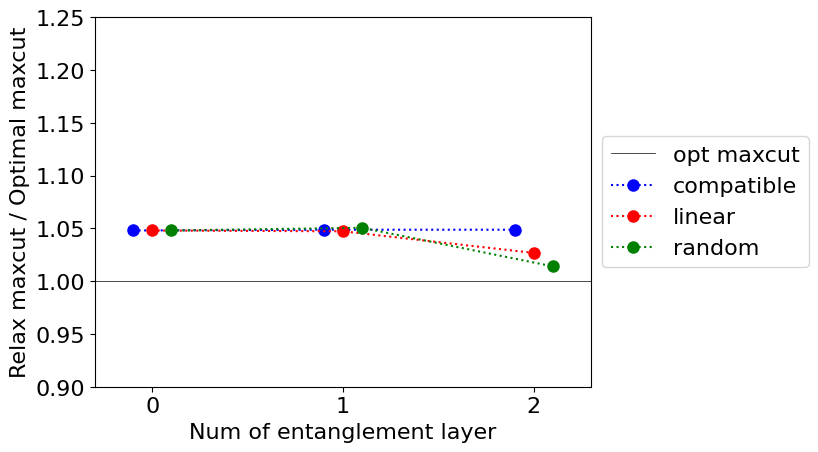 Relax maxcut / Optimal maxcut
1.25
1.20
1.15
1.10
1.05
1.00
0.95
0.90
0
1
2
Num of entanglement layer
opt maxcut
compatible
linear
random